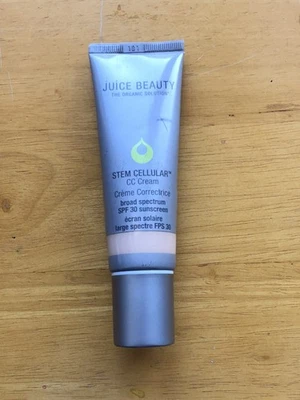 JUICE BEAUTY
THE ORGANIC SOLUTION
STEM CELLULAR™
CC Cream
Crème Correctrice
broad spectrum
SPF 30 sunscreen
écran solaire
large spectre FPS 30